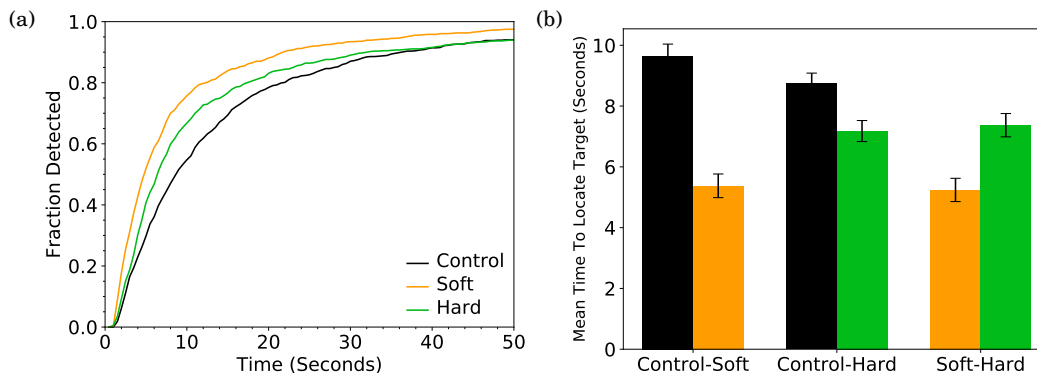 (a)
1.0
0.8
0.6
0.4
0.2
0.0
Fraction Detected
0 10 20 30 40 50
Time (Seconds)
Control
Soft
Hard
(b)
10
8
6
4
2
0
Mean Time To Locate Target (Seconds)
Control-Soft Control-Hard Soft-Hard